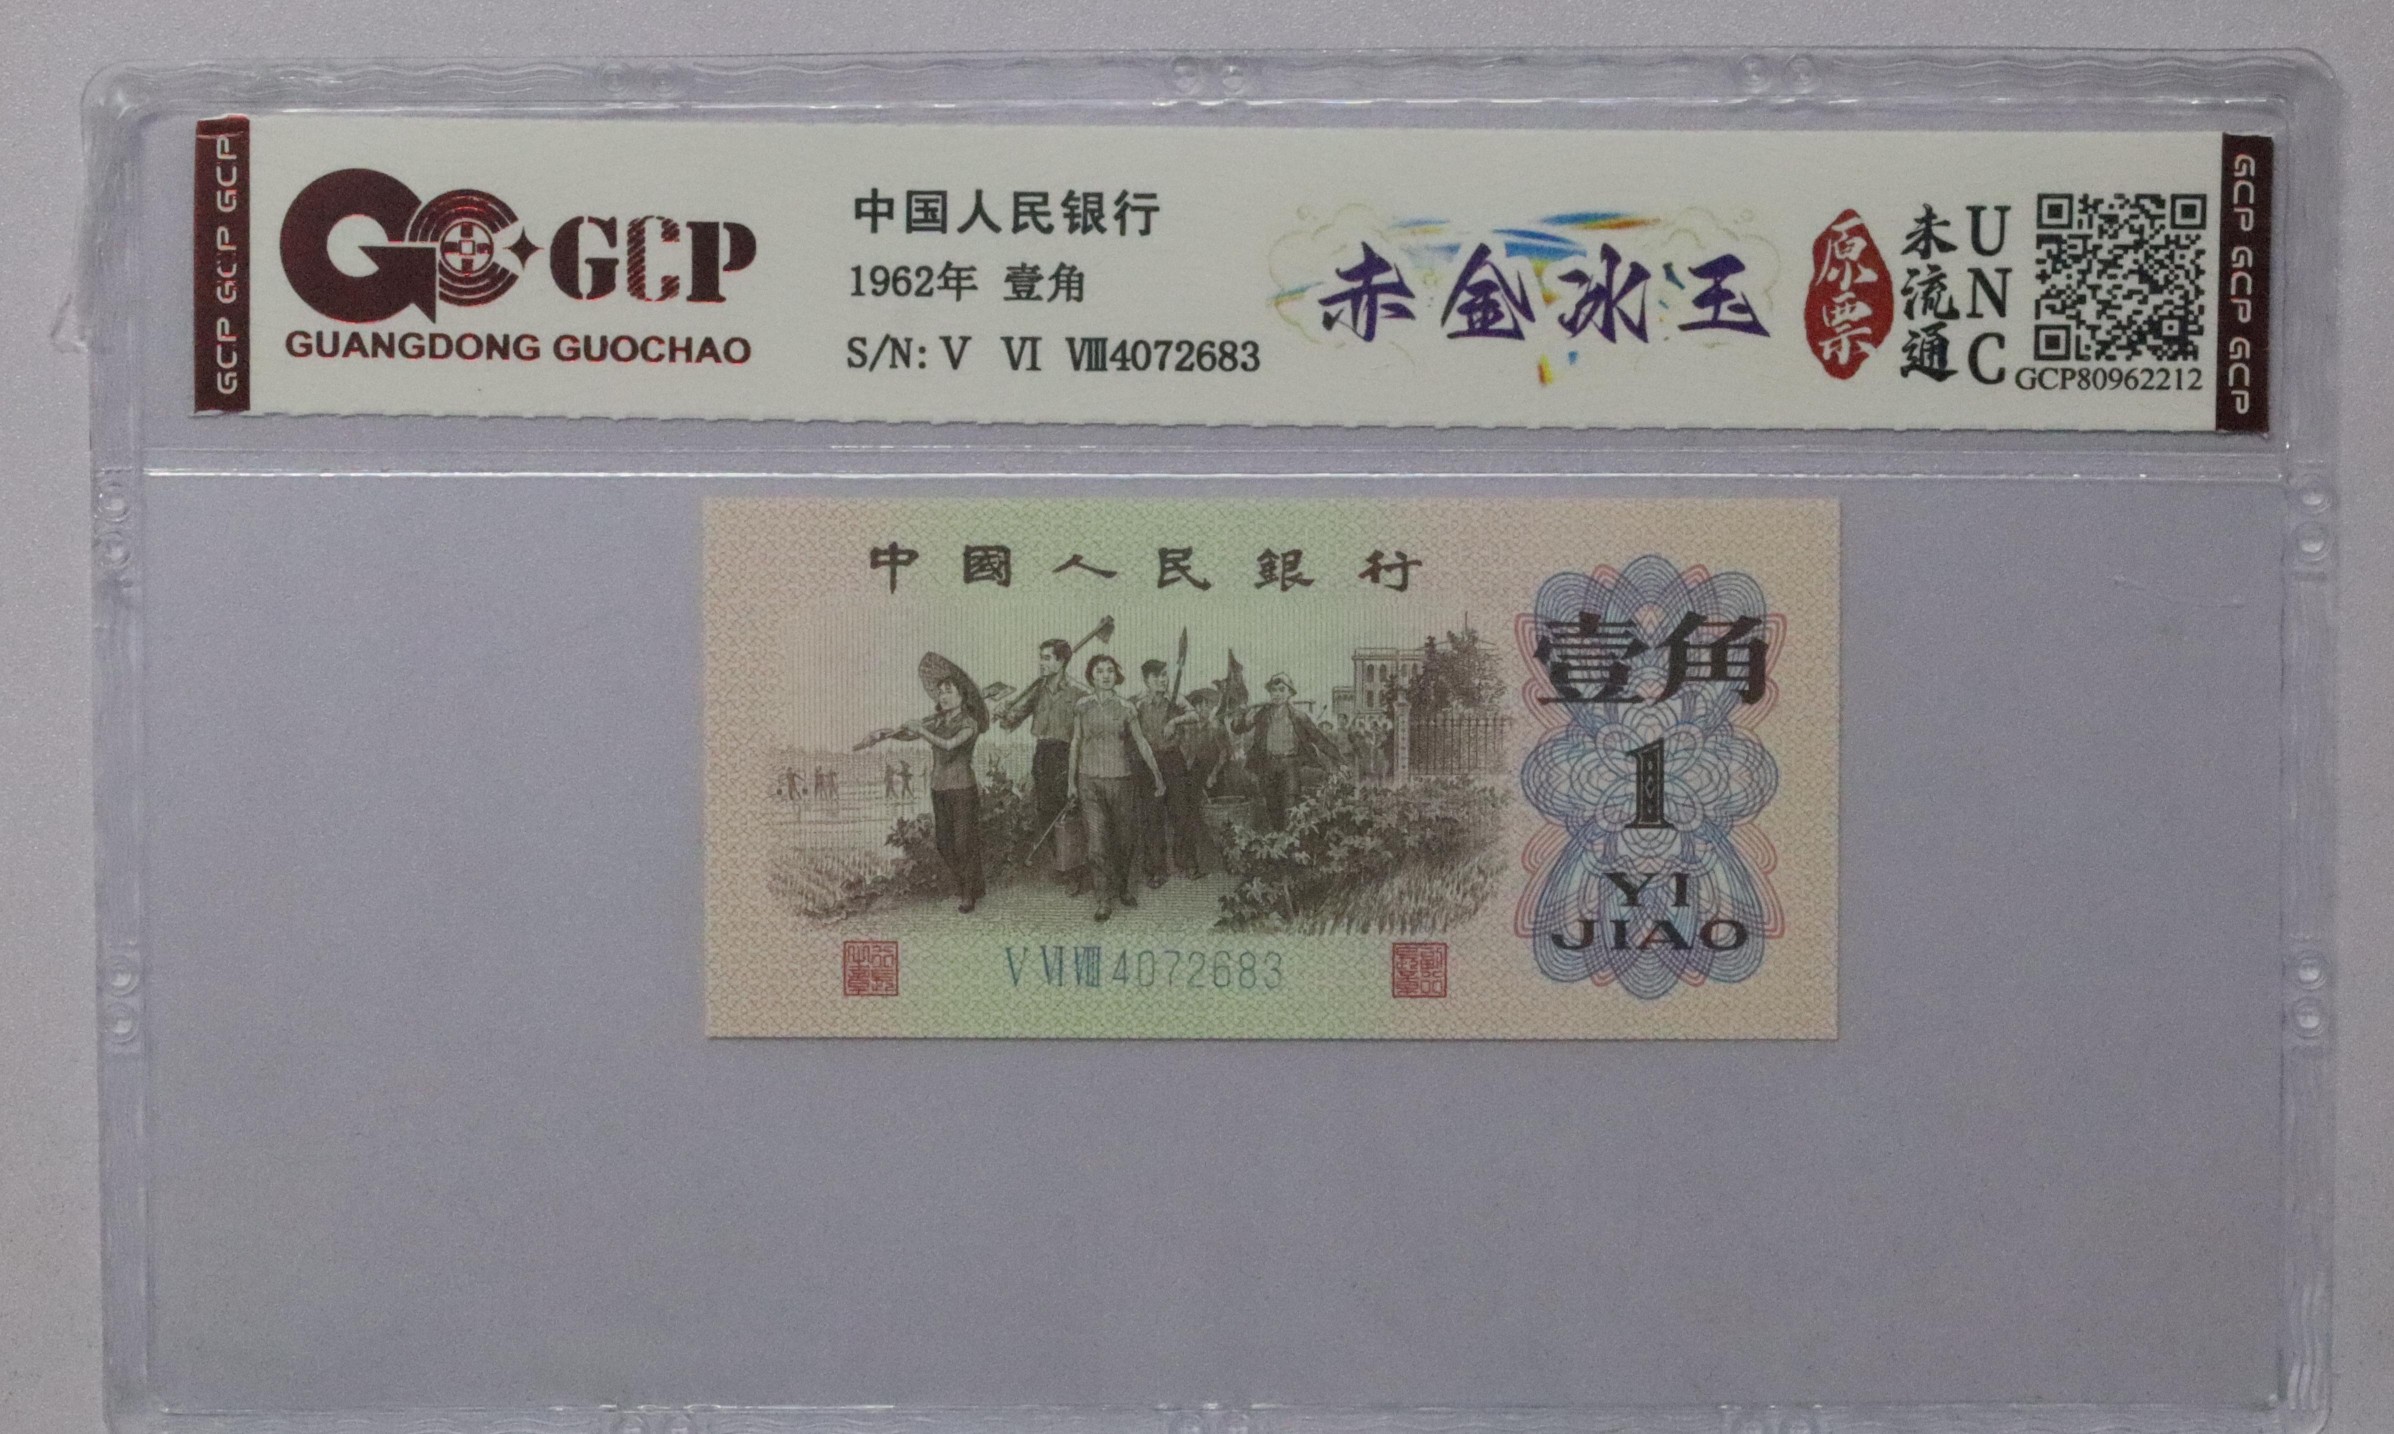 GCP GCP GCP
GCP
GUANGDONG GUOCHAO
中国人民银行
1962年 壹角
S/N: V VI VIII4072683
赤金冰玉
原票
未流通
UNC
GCP80962212
GCP GCP GCP
中國人民銀行
壹角
1
YI
JIAO
V VI VIII 4072683